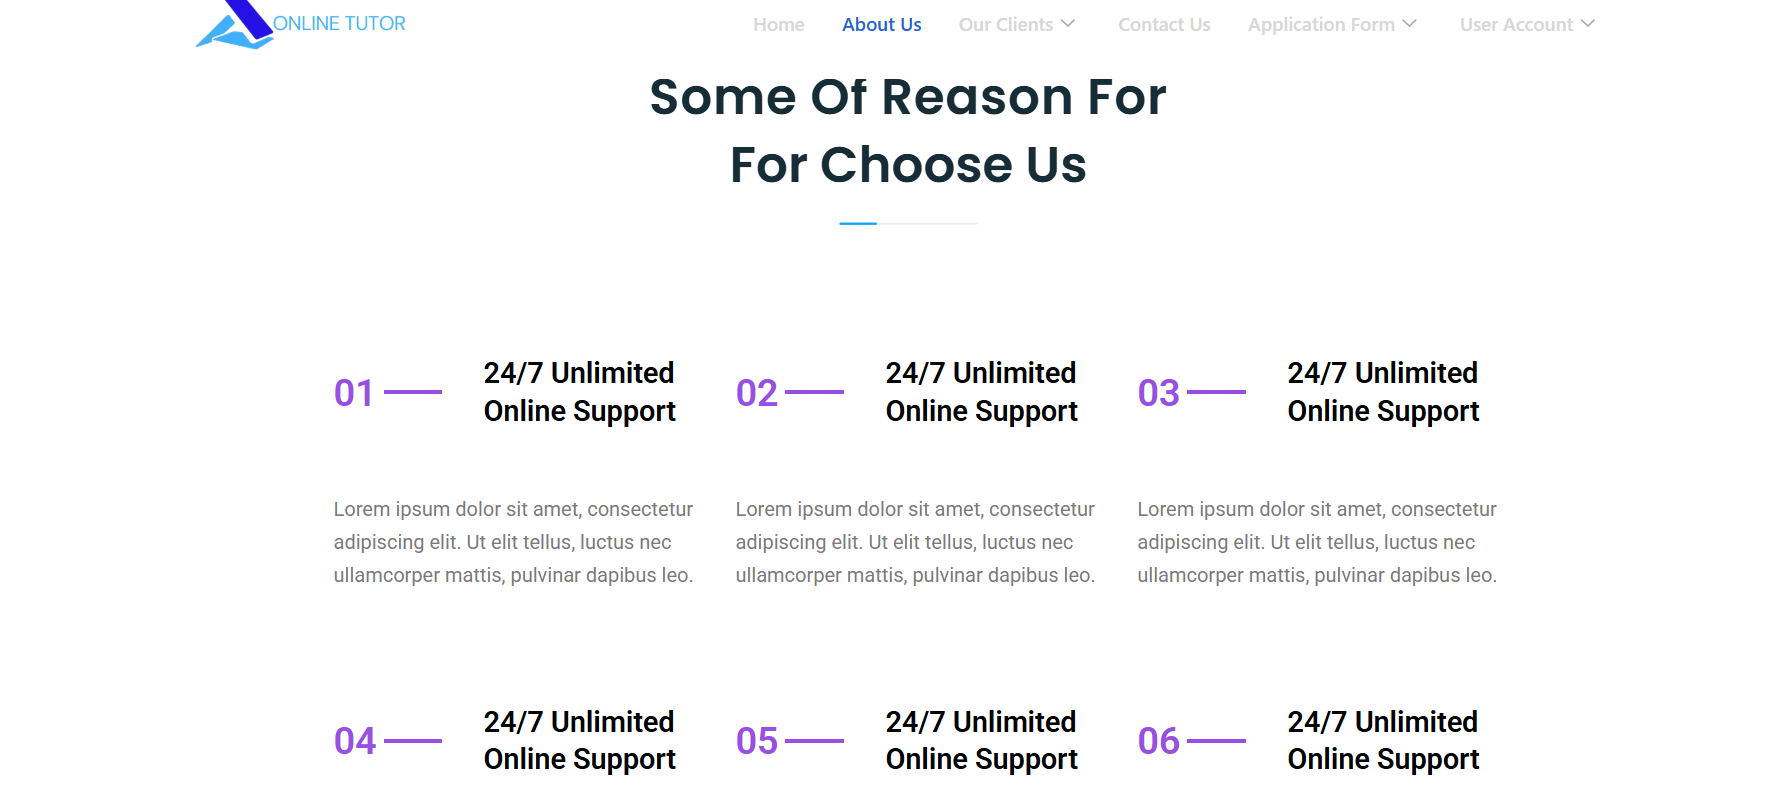 ONLINE TUTOR
Home About Us Our Clients Contact Us Application Form User Account
Some Of Reason For
For Choose Us
01
24/7 Unlimited
Online Support
Lorem ipsum dolor sit amet, consectetur
adipiscing elit. Ut elit tellus, luctus nec
ullamcorper mattis, pulvinar dapibus leo.
02
24/7 Unlimited
Online Support
Lorem ipsum dolor sit amet, consectetur
adipiscing elit. Ut elit tellus, luctus nec
ullamcorper mattis, pulvinar dapibus leo.
03
24/7 Unlimited
Online Support
Lorem ipsum dolor sit amet, consectetur
adipiscing elit. Ut elit tellus, luctus nec
ullamcorper mattis, pulvinar dapibus leo.
04
24/7 Unlimited
Online Support
05
24/7 Unlimited
Online Support
06
24/7 Unlimited
Online Support